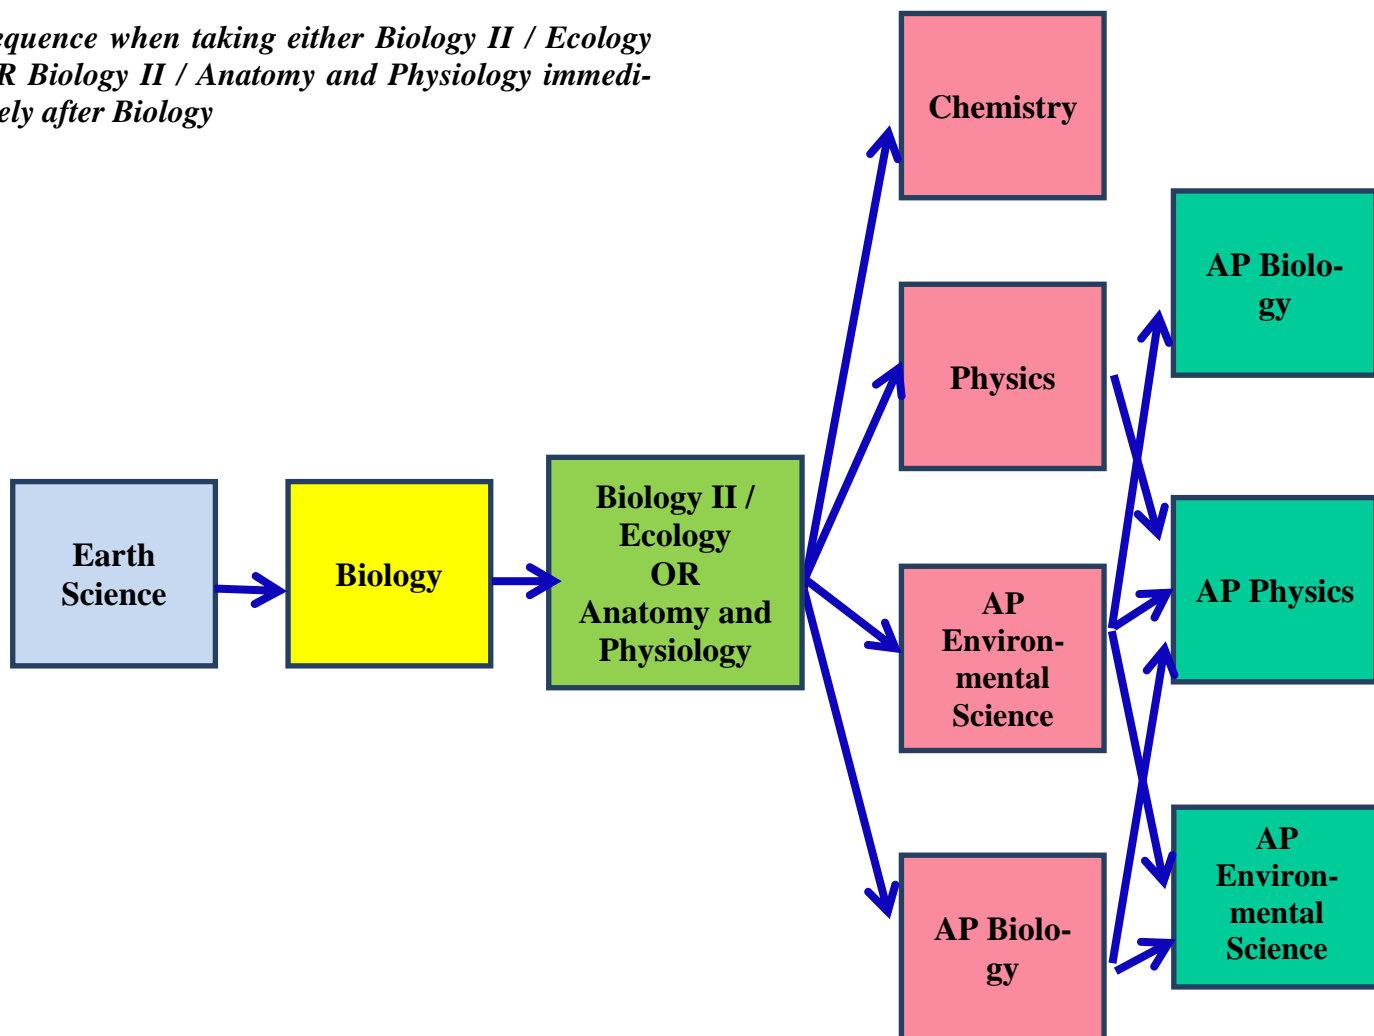 equence when taking either Biology II / Ecology
R Biology II / Anatomy and Physiology immedi-
ely after Biology
Chemistry
AP Biolo-
gy
Physics
Earth
Science
Biology
Biology II /
Ecology
OR
Anatomy and
Physiology
AP
Environ-
mental
Science
AP Physics
AP Biolo-
gy
AP
Environ-
mental
Science